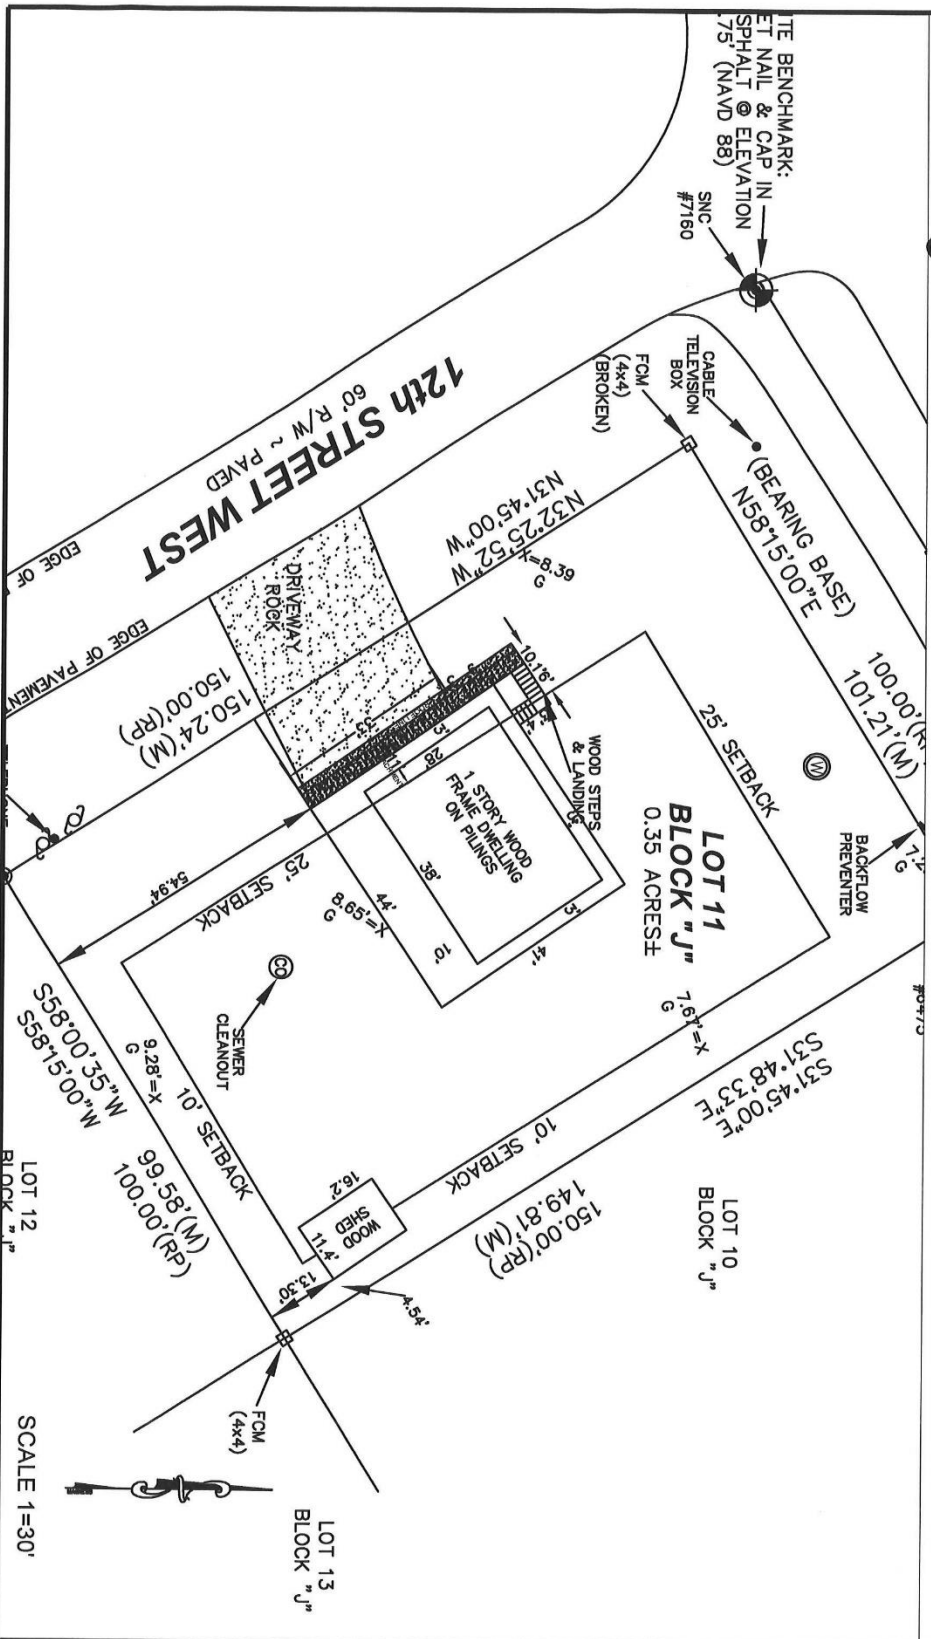 TE BENCHMARK:
ET NAIL & CAP IN
SPHALT @ ELEVATION
.75' (NAVD 88)
SNC
#7160
CABLE
TELEVISION
BOX
FCM
(4x4)
(BROKEN)
(BEARING BASE)
N58°15'00"E
100.00'(R
101.21'(M)
12th STREET WEST
60' R/W ~ PAVED
EDGE OF
EDGE OF PAVEMENT
N32°25'52"W
N31°45'00"W
X=8.39
G
DRIVEWAY
ROCK
150.24'(M)
150.00'(RP)
10.1'
6'
WOOD STEPS
& LANDING
25' SETBACK
W
BACKFLOW
PREVENTER
LOT 11
BLOCK "J"
0.35 ACRES±
1 STORY WOOD
FRAME DWELLING
ON PILINGS
28'
3'
11'
38'
44'
10'
41'
3'
8.65'=X
G
25' SETBACK
54.94'
CO
SEWER
CLEANOUT
7.67'=X
G
#6475
S31°45'00"E
S31°48'33"E
10' SETBACK
150.00'(RP)
149.81'(M)
LOT 10
BLOCK "J"
9.28'=X
G
10' SETBACK
S58°00'35"W
S58°15'00"W
99.58'(M)
100.00'(RP)
16.2'
WOOD
SHED
11.4'
13.30'
4.54'
FCM
(4x4)
LOT 12
BLOCK "J"
LOT 13
BLOCK "J"
SCALE 1=30'